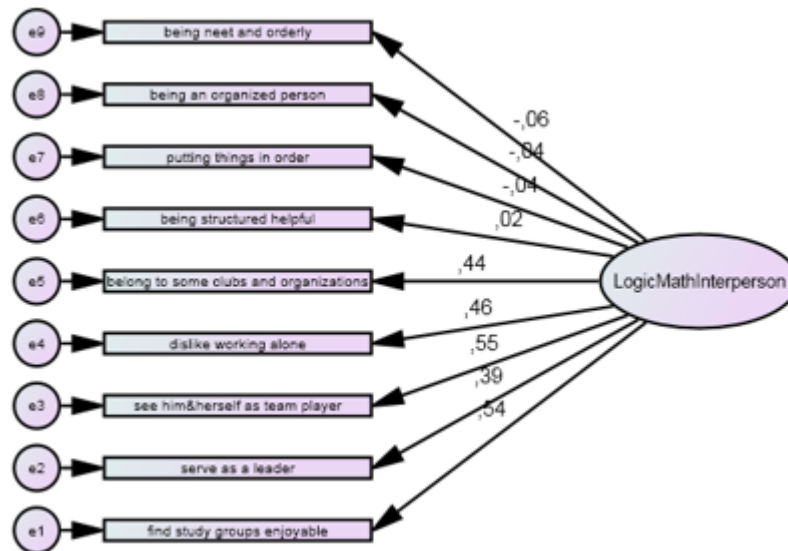 e9
being neet and orderly
e8
being an organized person
-,06
e7
putting things in order
-,04
-,04
e6
being structured helpful
,02
e5
belong to some clubs and organizations
,44
LogicMathInterperson
e4
dislike working alone
,46
e3
see him&herself as team player
,55
,39
e2
serve as a leader
,54
e1
find study groups enjoyable